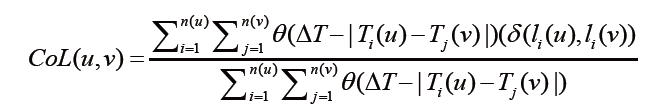 CoL(u,v) = \frac{\sum_{i=1}^{n(u)} \sum_{j=1}^{n(v)} \theta(\Delta T - | T_i(u) - T_j(v) |)(\delta(l_i(u), l_i(v))}{\sum_{i=1}^{n(u)} \sum_{j=1}^{n(v)} \theta(\Delta T - | T_i(u) - T_j(v) |)}